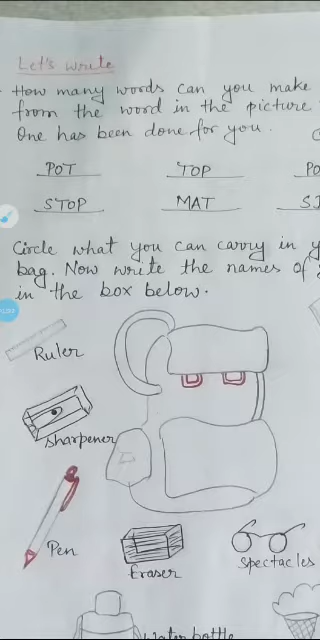 Let's write
How many words can you make
from the word in the picture
One has been done for you.
POT TOP PO
STOP MAT
Circle what you can carry in y
bag. Now write the names of
in the box below.
Ruler
Sharpener
Pen
Eraser
Spectacles
Water bottle